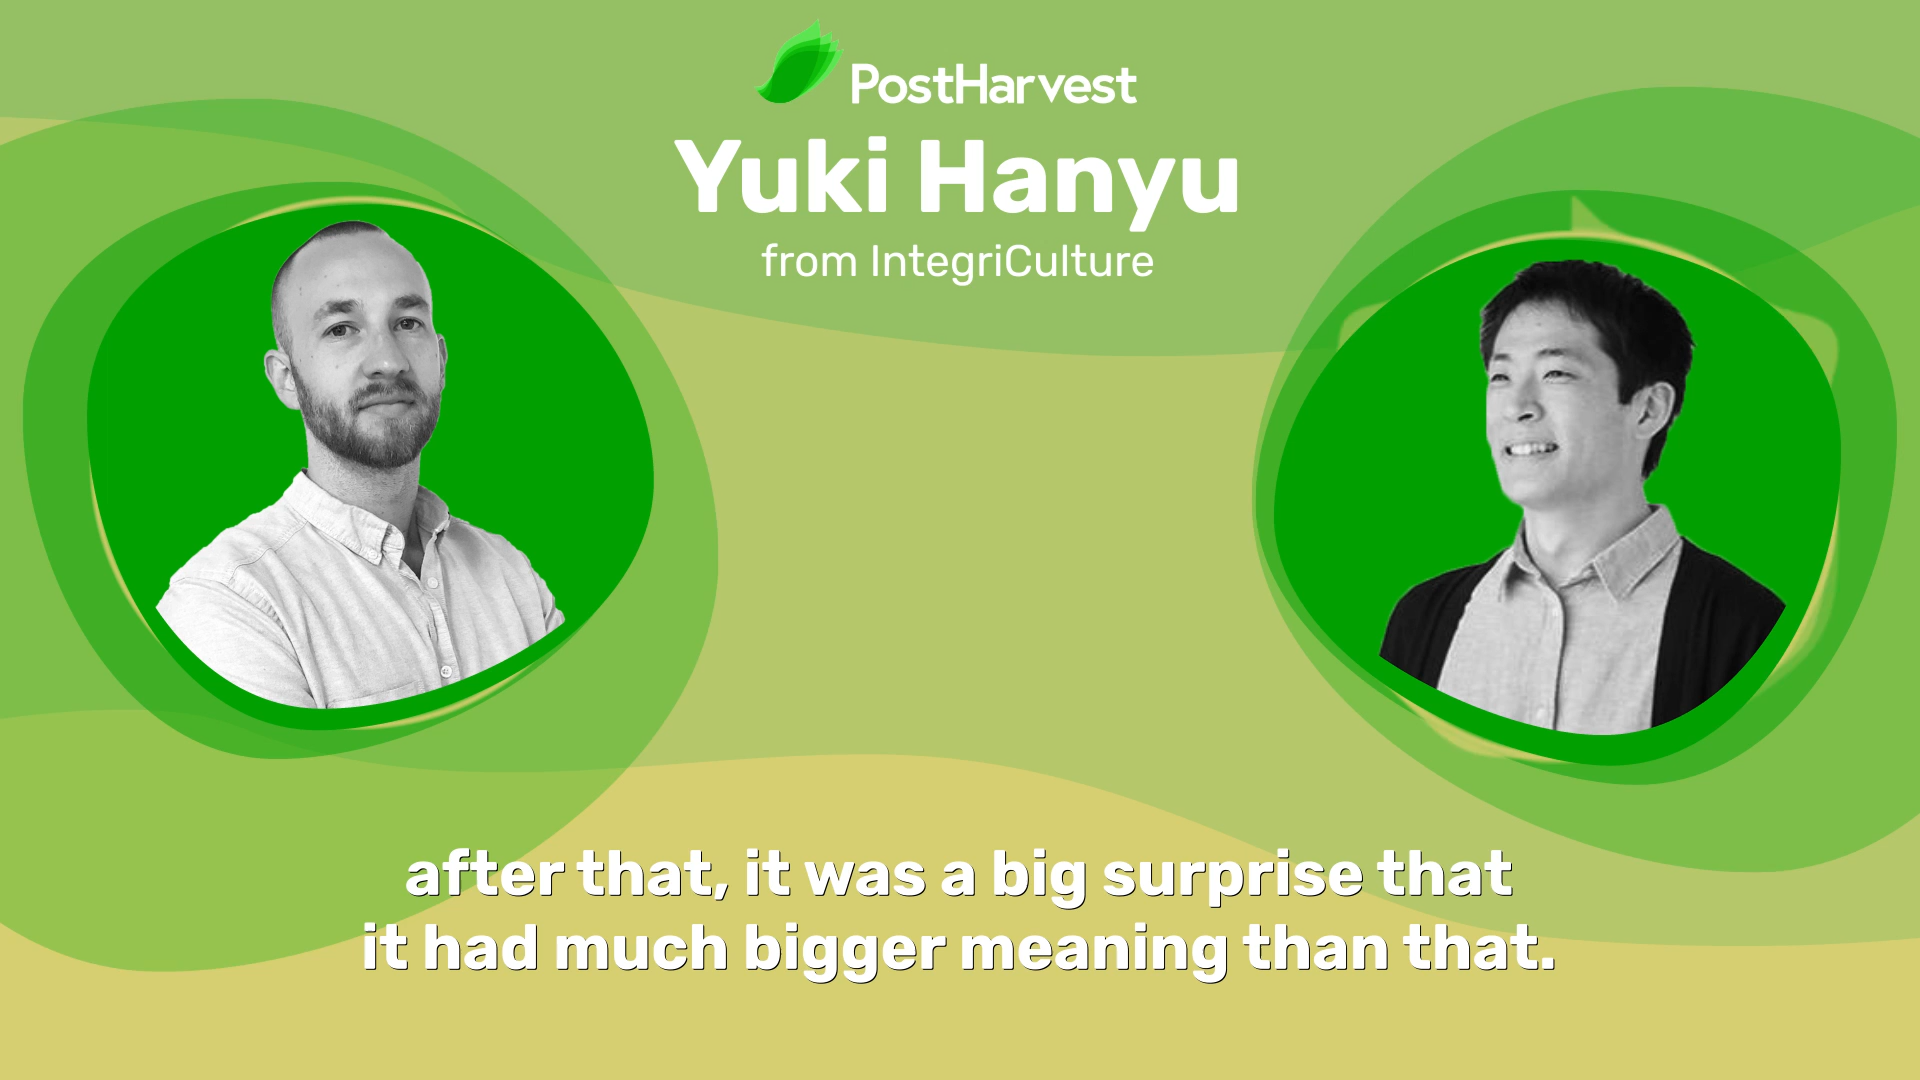 PostHarvest
Yuki Hanyu
from IntegriCulture
after that, it was a big surprise that
it had much bigger meaning than that.